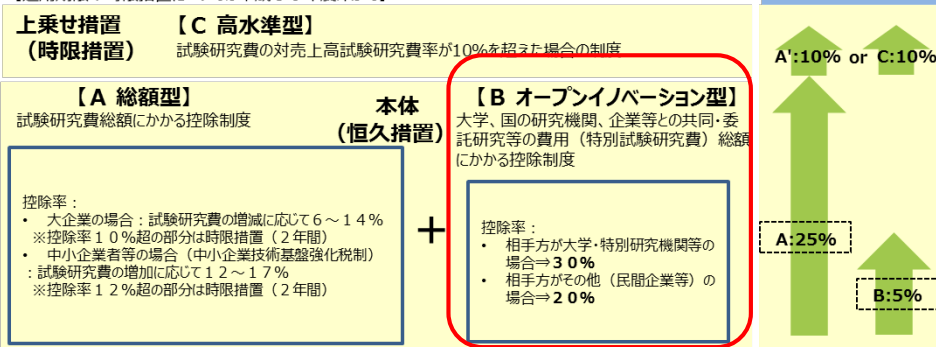 上乗せ措置
（時限措置）
【C 高水準型】
試験研究費の対売上高試験研究費率が10%を超えた場合の制度
【A 総額型】
試験研究費総額にかかる控除制度
本体
（恒久措置）
【B オープンイノベーション型】
大学、国の研究機関、企業等との共同・委
託研究等の費用（特別試験研究費）総額
にかかる控除制度
控除率：
• 大企業の場合：試験研究費の増減に応じて６～１４％
※控除率１０％超の部分は時限措置（２年間）
• 中小企業者等の場合（中小企業技術基盤強化税制）
：試験研究費の増加に応じて１２～１７％
※控除率１２％超の部分は時限措置（２年間）
＋
控除率：
• 相手方が大学・特別研究機関等の
場合⇒３０％
• 相手方がその他（民間企業等）の
場合⇒２０％
A':10% or C:10%
A:25%
B:5%